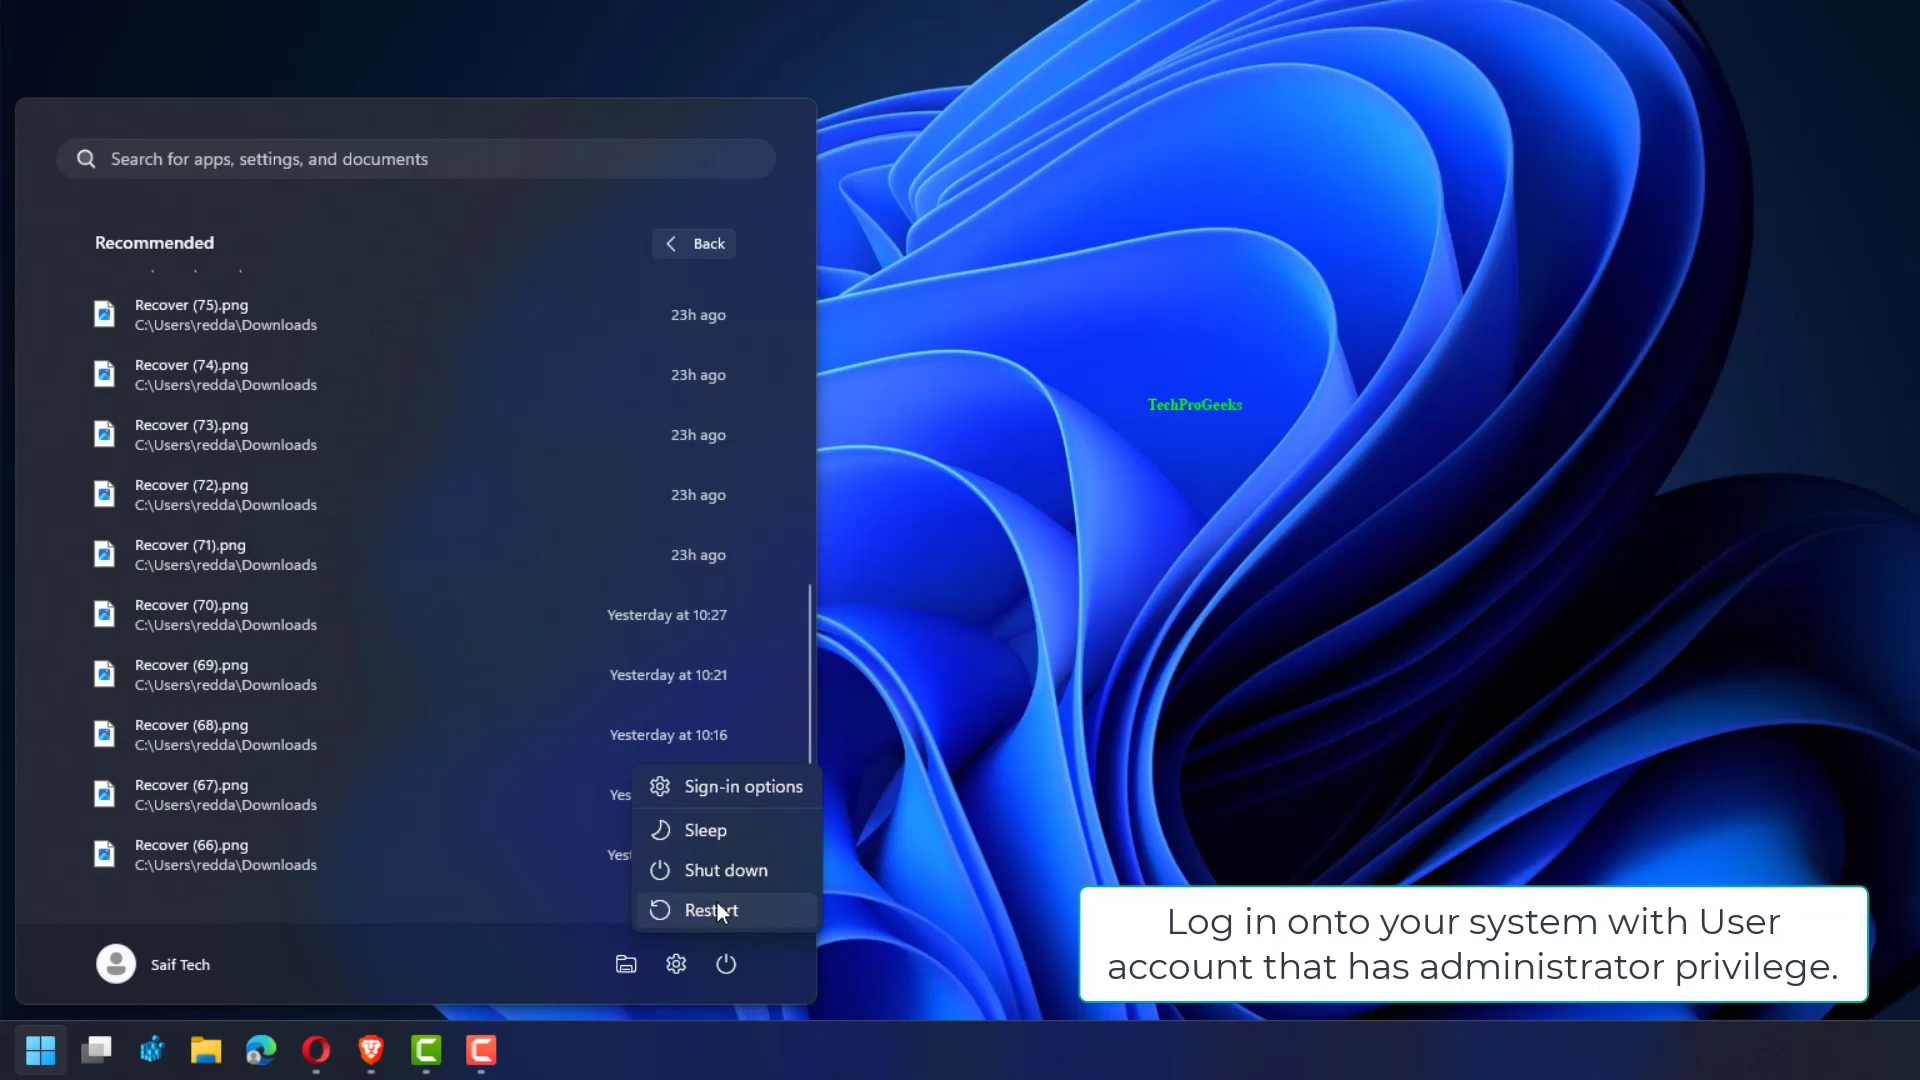 Search for apps, settings, and documents
Recommended
Back
Recover (75).png
C:\Users\redda\Downloads
23h ago
Recover (74).png
C:\Users\redda\Downloads
23h ago
Recover (73).png
C:\Users\redda\Downloads
23h ago
Recover (72).png
C:\Users\redda\Downloads
23h ago
Recover (71).png
C:\Users\redda\Downloads
23h ago
Recover (70).png
C:\Users\redda\Downloads
Yesterday at 10:27
Recover (69).png
C:\Users\redda\Downloads
Yesterday at 10:21
Recover (68).png
C:\Users\redda\Downloads
Yesterday at 10:16
Recover (67).png
C:\Users\redda\Downloads
Recover (66).png
C:\Users\redda\Downloads
Sign-in options
Sleep
Shut down
Restart
Saif Tech
TechProGeeks
Log in onto your system with User
account that has administrator privilege.